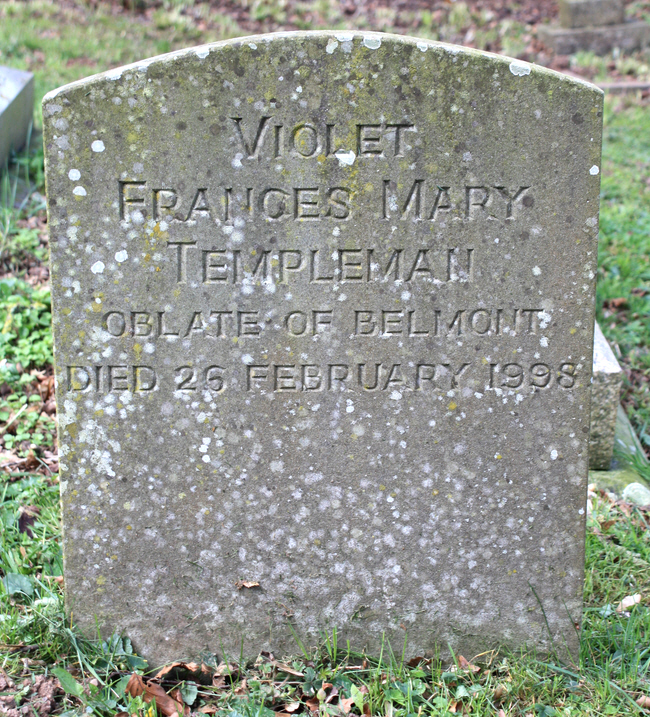 VIOLET
FRANCES MARY
TEMPLEMAN
OBLATE OF BELMONT
DIED 26 FEBRUARY 1998